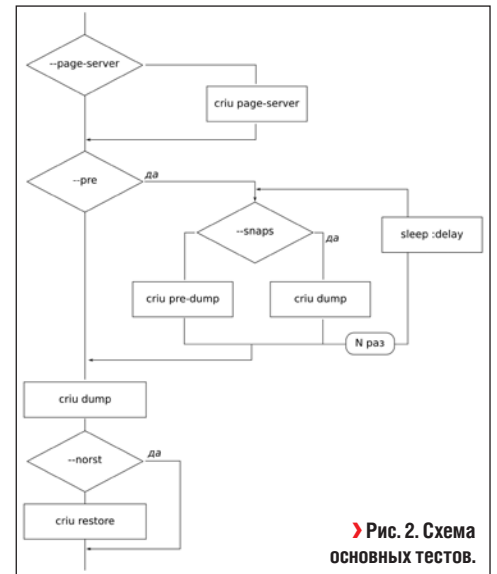 --page-server
criu page-server
--pre
да
--snaps
да
sleep :delay
criu pre-dump
criu dump
N раз
criu dump
--norst
да
criu restore
Рис. 2. Схема
основных тестов.